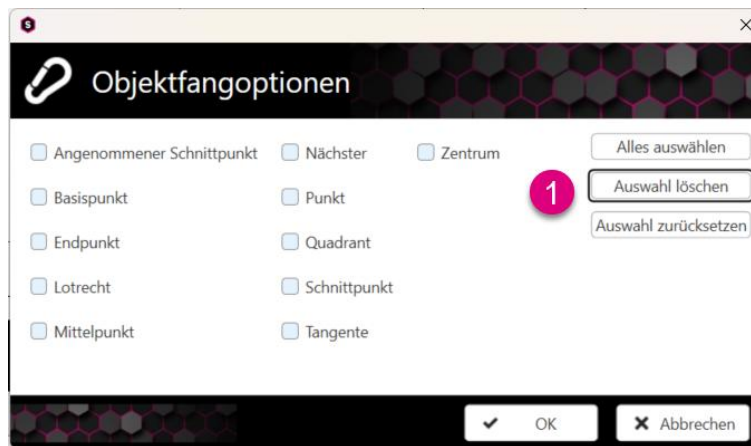 S
Objektfangoptionen
Angenommener Schnittpunkt
Nächster
Zentrum
Alles auswählen
Basispunkt
Punkt
1
Auswahl löschen
Endpunkt
Quadrant
Auswahl zurücksetzen
Lotrecht
Schnittpunkt
Mittelpunkt
Tangente
OK
Abbrechen